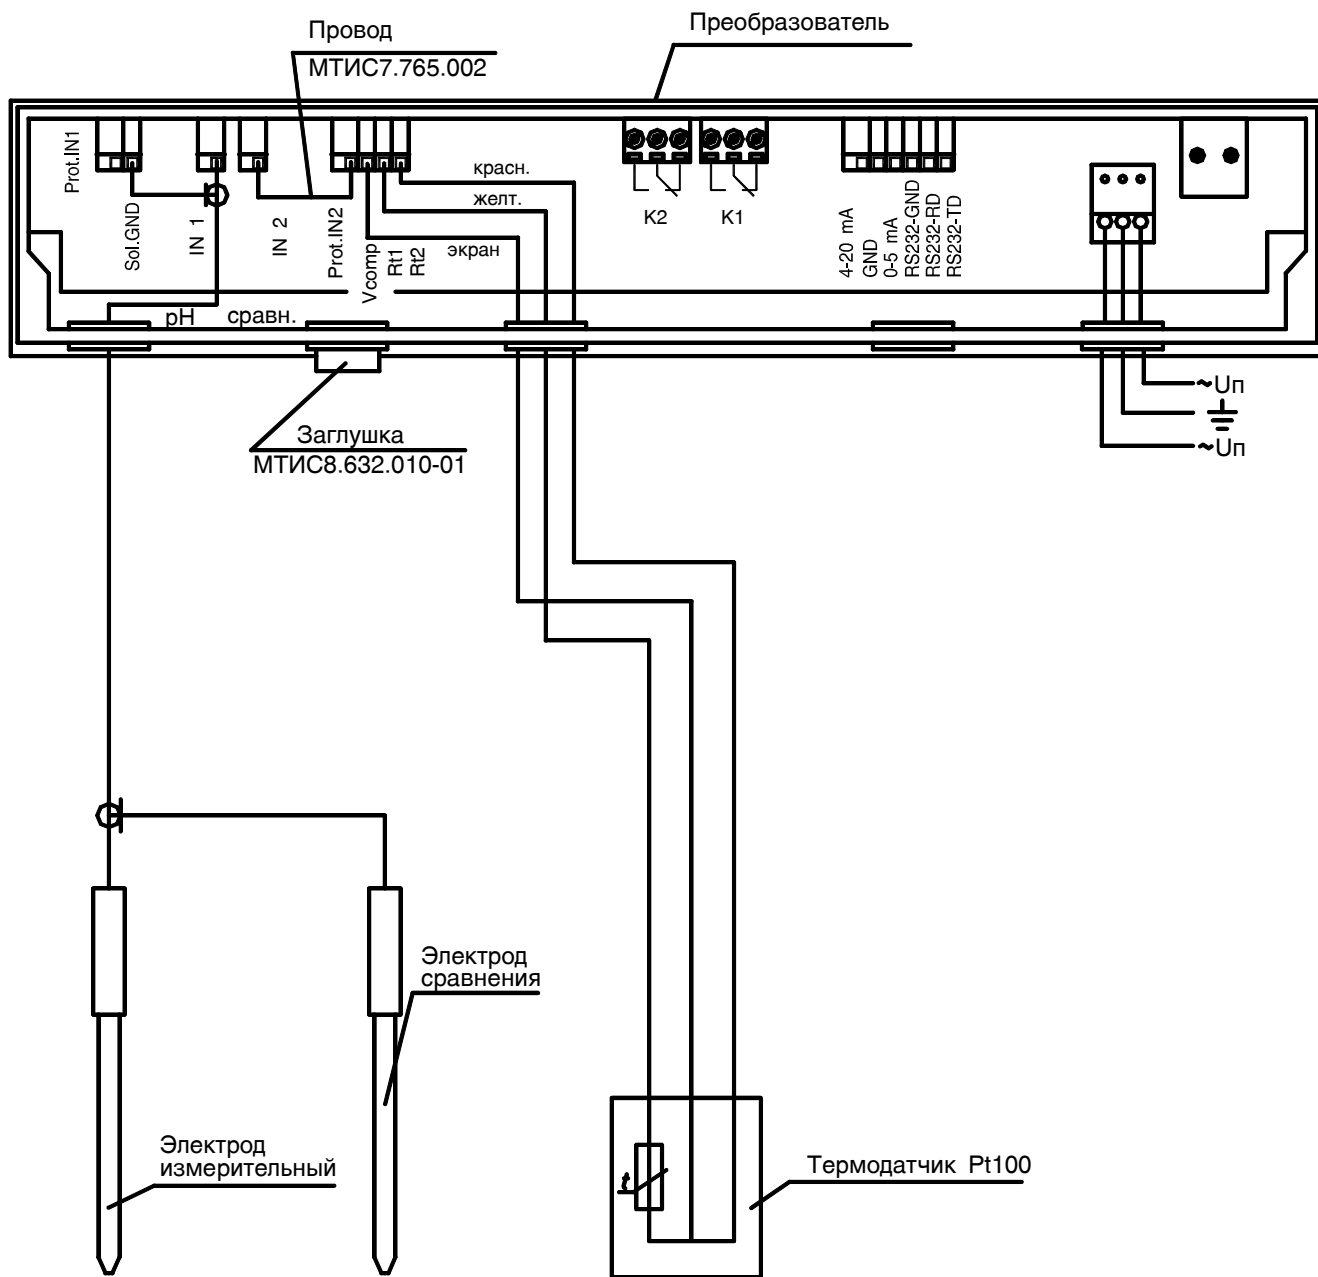 Провод
МТИС7.765.002
Преобразователь
Prot.IN1
Sol.GND
IN 1
IN 2
Prot.IN2
Vcomp
Rt1
Rt2
красн.
желт.
экран
K2
K1
4-20 mA
GND
0-5 mA
RS232-GND
RS232-RD
RS232-TD
pH
сравн.
~Uп
~Uп
Заглушка
МТИС8.632.010-01
Электрод
сравнения
Электрод
измерительный
t
Термодатчик Pt100